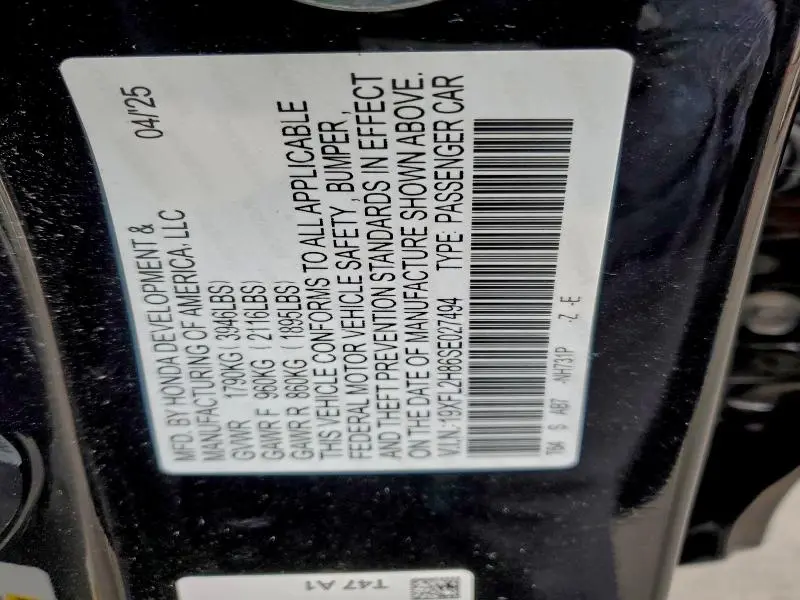 MFD. BY HONDA DEVELOPMENT & 04/'25
MANUFACTURING OF AMERICA, LLC
GVWR 1790KG(3946LBS)
GAWR F 960KG (2116LBS)
GAWR R 860KG (1895LBS)
THIS VEHICLE CONFORMS TO ALL APPLICABLE
FEDERAL MOTOR VEHICLE SAFETY, BUMPER,
AND THEFT PREVENTION STANDARDS IN EFFECT
ON THE DATE OF MANUFACTURE SHOWN ABOVE.
V.I.N:19XFL2H86SE027494 TYPE: PASSENGER CAR
T64 S AB7 -NH731P -Z -E
T47 A1